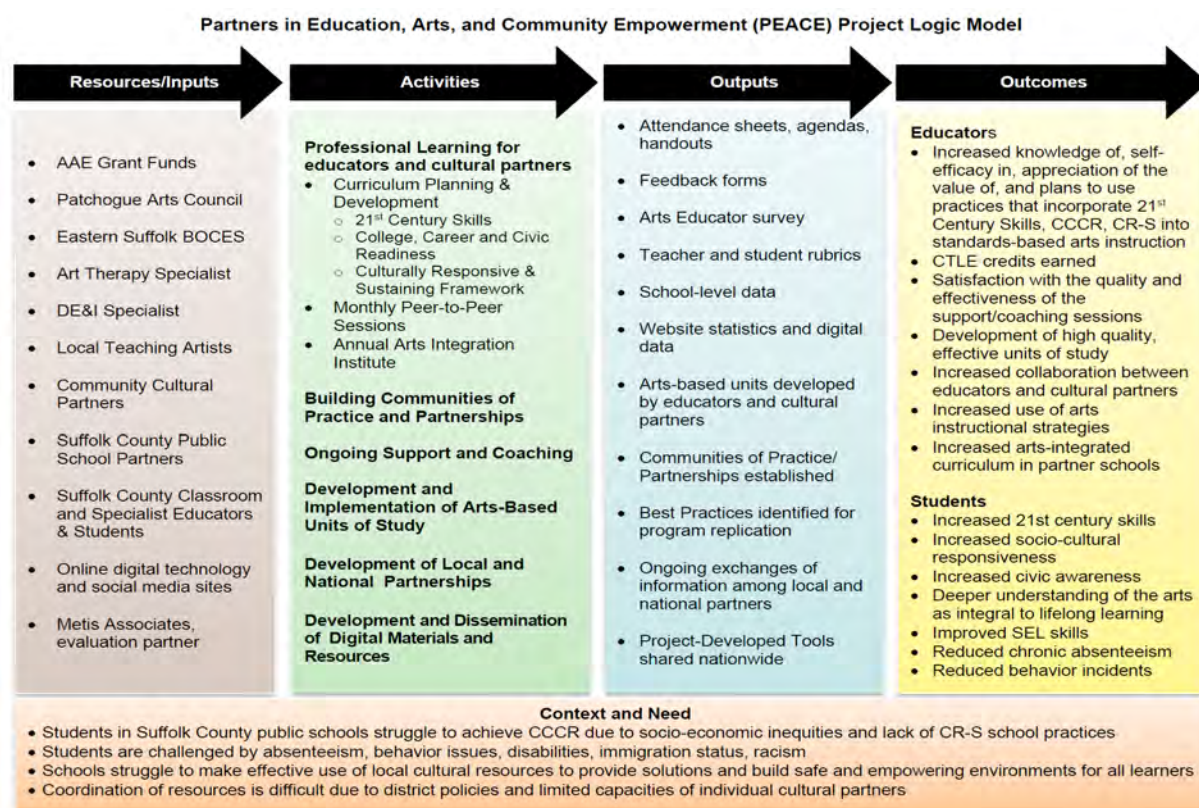 Partners in Education, Arts, and Community Empowerment (PEACE) Project Logic Model
Resources/Inputs
• AAE Grant Funds
• Patchogue Arts Council
• Eastern Suffolk BOCES
• Art Therapy Specialist
• DE&I Specialist
• Local Teaching Artists
• Community Cultural
Partners
• Suffolk County Public
School Partners
• Suffolk County Classroom
and Specialist Educators
& Students
• Online digital technology
and social media sites
• Metis Associates,
evaluation partner
Activities
Professional Learning for
educators and cultural partners
• Curriculum Planning &
Development
o 21st Century Skills
o College, Career and Civic
Readiness
o Culturally Responsive &
Sustaining Framework
• Monthly Peer-to-Peer
Sessions
• Annual Arts Integration
Institute
Building Communities of
Practice and Partnerships
Ongoing Support and Coaching
Development and
Implementation of Arts-Based
Units of Study
Development of Local and
National Partnerships
Development and Dissemination
of Digital Materials and
Resources
Outputs
• Attendance sheets, agendas,
handouts
• Feedback forms
• Arts Educator survey
• Teacher and student rubrics
• School-level data
• Website statistics and digital
data
• Arts-based units developed
by educators and cultural
partners
• Communities of Practice/
Partnerships established
• Best Practices identified for
program replication
• Ongoing exchanges of
information among local and
national partners
• Project-Developed Tools
shared nationwide
Outcomes
Educators
• Increased knowledge of, self-
efficacy in, appreciation of the
value of, and plans to use
practices that incorporate 21st
Century Skills, CCCR, CR-S into
standards-based arts instruction
• CTLE credits earned
• Satisfaction with the quality and
effectiveness of the
support/coaching sessions
• Development of high quality,
effective units of study
• Increased collaboration between
educators and cultural partners
• Increased use of arts
instructional strategies
• Increased arts-integrated
curriculum in partner schools
Students
• Increased 21st century skills
• Increased socio-cultural
responsiveness
• Increased civic awareness
• Deeper understanding of the arts
as integral to lifelong learning
• Improved SEL skills
• Reduced chronic absenteeism
• Reduced behavior incidents
Context and Need
• Students in Suffolk County public schools struggle to achieve CCCR due to socio-economic inequities and lack of CR-S school practices
• Students are challenged by absenteeism, behavior issues, disabilities, immigration status, racism
• Schools struggle to make effective use of local cultural resources to provide solutions and build safe and empowering environments for all learners
• Coordination of resources is difficult due to district policies and limited capacities of individual cultural partners